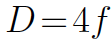 D = 4f